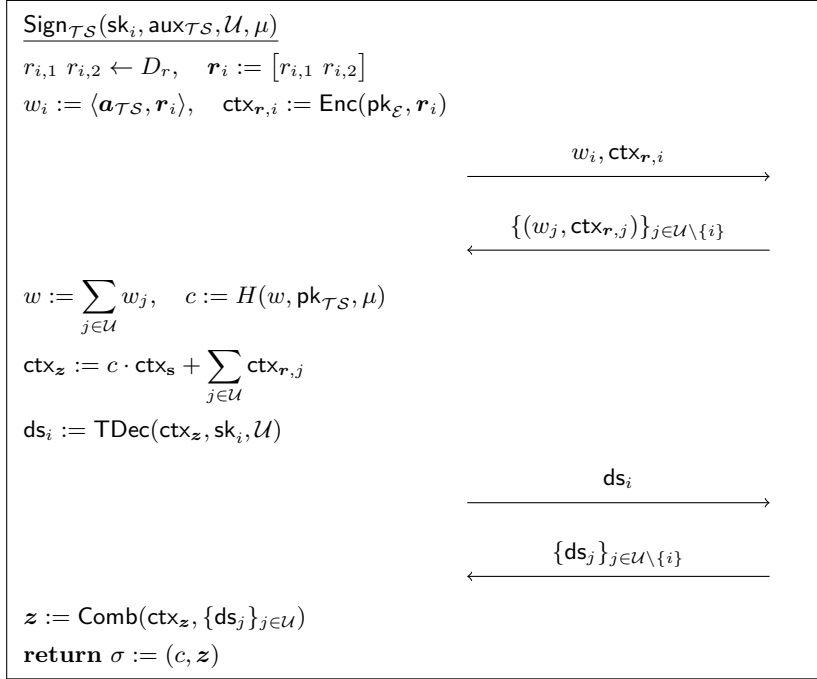 Sign_{𝒯𝒮}(sk_i, aux_{𝒯𝒮}, 𝒰, μ)
r_{i,1} r_{i,2} ← D_r, 𝒓_i := [r_{i,1} r_{i,2}]
w_i := ⟨𝒂_{𝒯𝒮}, 𝒓_i⟩, ctx_{𝒓,i} := Enc(pk_ℰ, 𝒓_i)
w_i, ctx_{𝒓,i}
{(w_j, ctx_{𝒓,j})}_{j∈𝒰\{i}}
w := ∑_{j∈𝒰} w_j, c := H(w, pk_{𝒯𝒮}, μ)
ctx_𝒛 := c · ctx_𝐬 + ∑_{j∈𝒰} ctx_{𝒓,j}
ds_i := TDec(ctx_𝒛, sk_i, 𝒰)
ds_i
{ds_j}_{j∈𝒰\{i}}
𝒛 := Comb(ctx_𝒛, {ds_j}_{j∈𝒰})
return σ := (c, 𝒛)